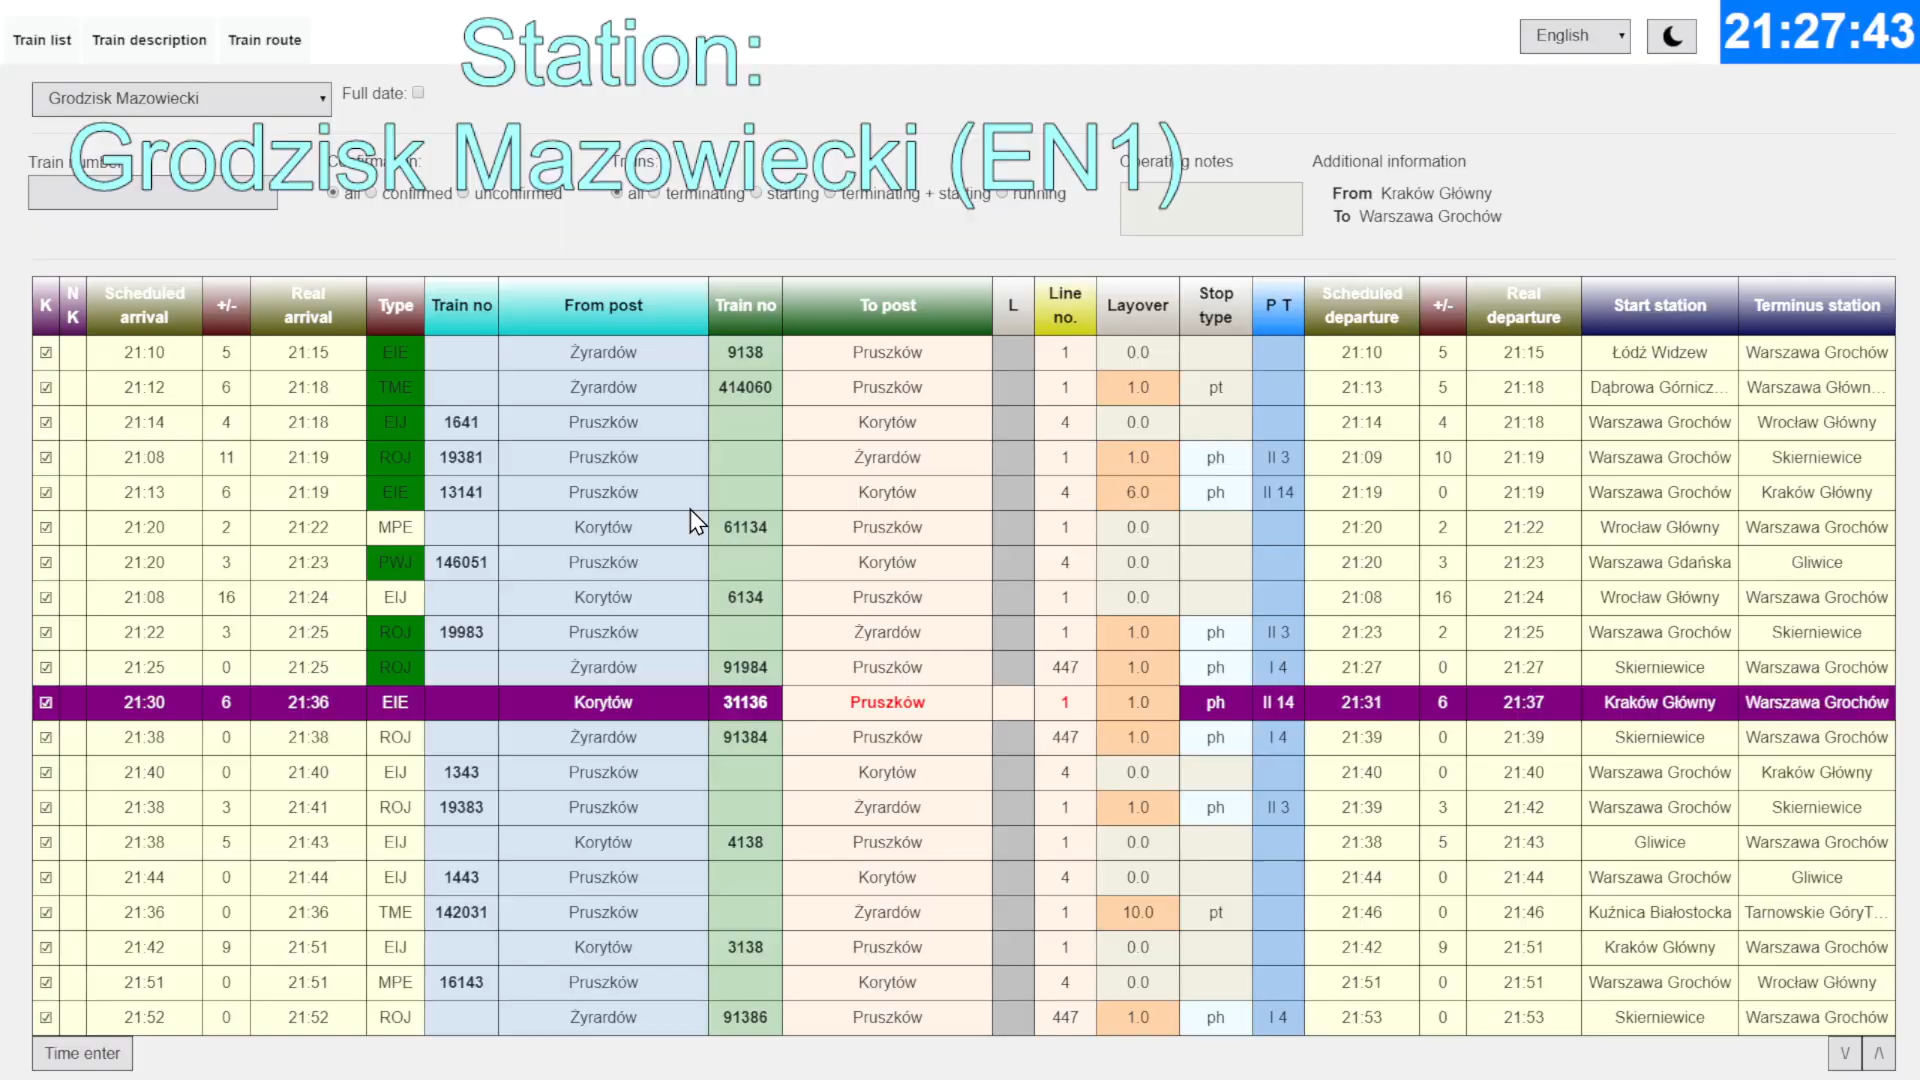 Train list Train description Train route
Station:
English
21:27:43
Grodzisk Mazowiecki Full date:
Grodzisk Mazowiecki (EN1)
Train number Confirmation: Trains: Operating notes Additional information
all confirmed unconfirmed all terminating starting terminating + starting running
From Kraków Główny
To Warszawa Grochów
K N K Scheduled arrival +/- Real arrival Type Train no From post Train no To post L Line no. Layover Stop type P T Scheduled departure +/- Real departure Start station Terminus station
☑ 21:10 5 21:15 EIE Żyrardów 9138 Pruszków 1 0.0 21:10 5 21:15 Łódź Widzew Warszawa Grochów
☑ 21:12 6 21:18 TME Żyrardów 414060 Pruszków 1 1.0 pt 21:13 5 21:18 Dąbrowa Górnicz... Warszawa Główn...
☑ 21:14 4 21:18 EIJ 1641 Pruszków Korytów 4 0.0 21:14 4 21:18 Warszawa Grochów Wrocław Główny
☑ 21:08 11 21:19 ROJ 19381 Pruszków Żyrardów 1 1.0 ph II 3 21:09 10 21:19 Warszawa Grochów Skierniewice
☑ 21:13 6 21:19 EIE 13141 Pruszków Korytów 4 6.0 ph II 14 21:19 0 21:19 Warszawa Grochów Kraków Główny
☑ 21:20 2 21:22 MPE Korytów 61134 Pruszków 1 0.0 21:20 2 21:22 Wrocław Główny Warszawa Grochów
☑ 21:20 3 21:23 PWJ 146051 Pruszków Korytów 4 0.0 21:20 3 21:23 Warszawa Gdańska Gliwice
☑ 21:08 16 21:24 EIJ Korytów 6134 Pruszków 1 0.0 21:08 16 21:24 Wrocław Główny Warszawa Grochów
☑ 21:22 3 21:25 ROJ 19983 Pruszków Żyrardów 1 1.0 ph II 3 21:23 2 21:25 Warszawa Grochów Skierniewice
☑ 21:25 0 21:25 ROJ Żyrardów 91984 Pruszków 447 1.0 ph I 4 21:27 0 21:27 Skierniewice Warszawa Grochów
☑ 21:30 6 21:36 EIE Korytów 31136 Pruszków 1 1.0 ph II 14 21:31 6 21:37 Kraków Główny Warszawa Grochów
☑ 21:38 0 21:38 ROJ Żyrardów 91384 Pruszków 447 1.0 ph I 4 21:39 0 21:39 Skierniewice Warszawa Grochów
☑ 21:40 0 21:40 EIJ 1343 Pruszków Korytów 4 0.0 21:40 0 21:40 Warszawa Grochów Kraków Główny
☑ 21:38 3 21:41 ROJ 19383 Pruszków Żyrardów 1 1.0 ph II 3 21:39 3 21:42 Warszawa Grochów Skierniewice
☑ 21:38 5 21:43 EIJ Korytów 4138 Pruszków 1 0.0 21:38 5 21:43 Gliwice Warszawa Grochów
☑ 21:44 0 21:44 EIJ 1443 Pruszków Korytów 4 0.0 21:44 0 21:44 Warszawa Grochów Gliwice
☑ 21:36 0 21:36 TME 142031 Pruszków Żyrardów 1 10.0 pt 21:46 0 21:46 Kuźnica Białostocka Tarnowskie GóryT...
☑ 21:42 9 21:51 EIJ Korytów 3138 Pruszków 1 0.0 21:42 9 21:51 Kraków Główny Warszawa Grochów
☑ 21:51 0 21:51 MPE 16143 Pruszków Korytów 4 0.0 21:51 0 21:51 Warszawa Grochów Wrocław Główny
☑ 21:52 0 21:52 ROJ Żyrardów 91386 Pruszków 447 1.0 ph I 4 21:53 0 21:53 Skierniewice Warszawa Grochów
Time enter \/ /\